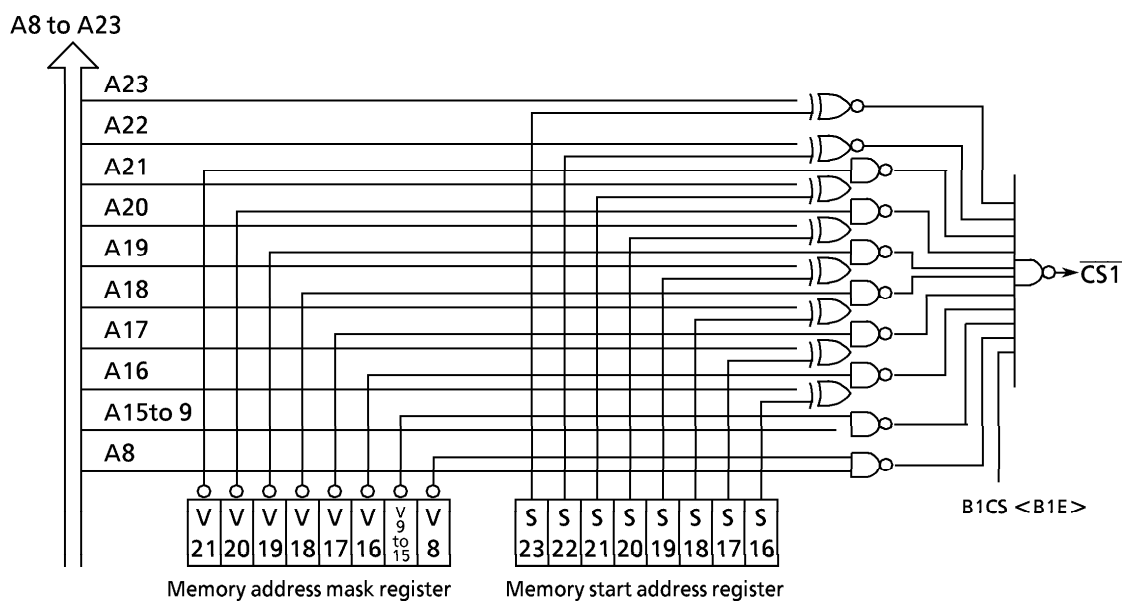 A8 to A23
A23
A22
A21
A20
A19
A18
A17
A16
A15to 9
A8
CS1
B1CS <B1E>
V V V V V V V V
21 20 19 18 17 16 9 to 15 8
S S S S S S S S
23 22 21 20 19 18 17 16
Memory address mask register
Memory start address register